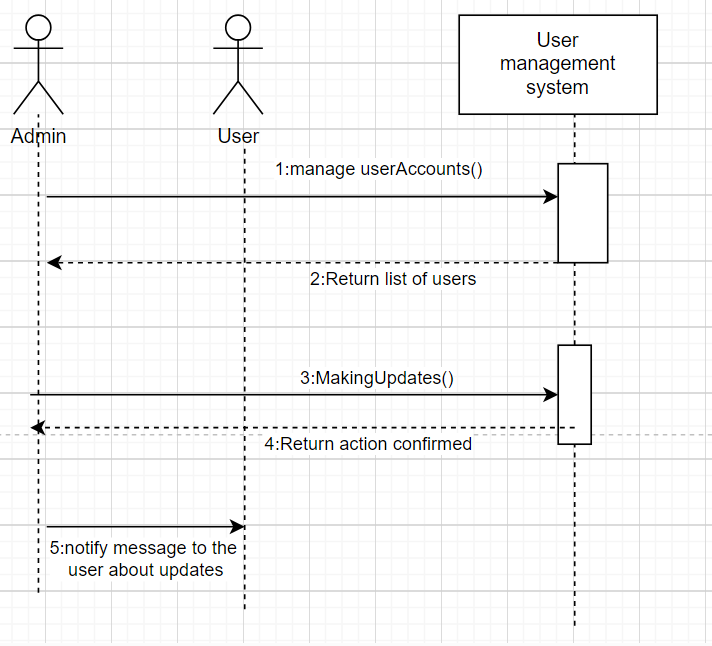 User
management
system
Admin
User
1:manage userAccounts()
2:Return list of users
3:MakingUpdates()
4:Return action confirmed
5:notify message to the
user about updates